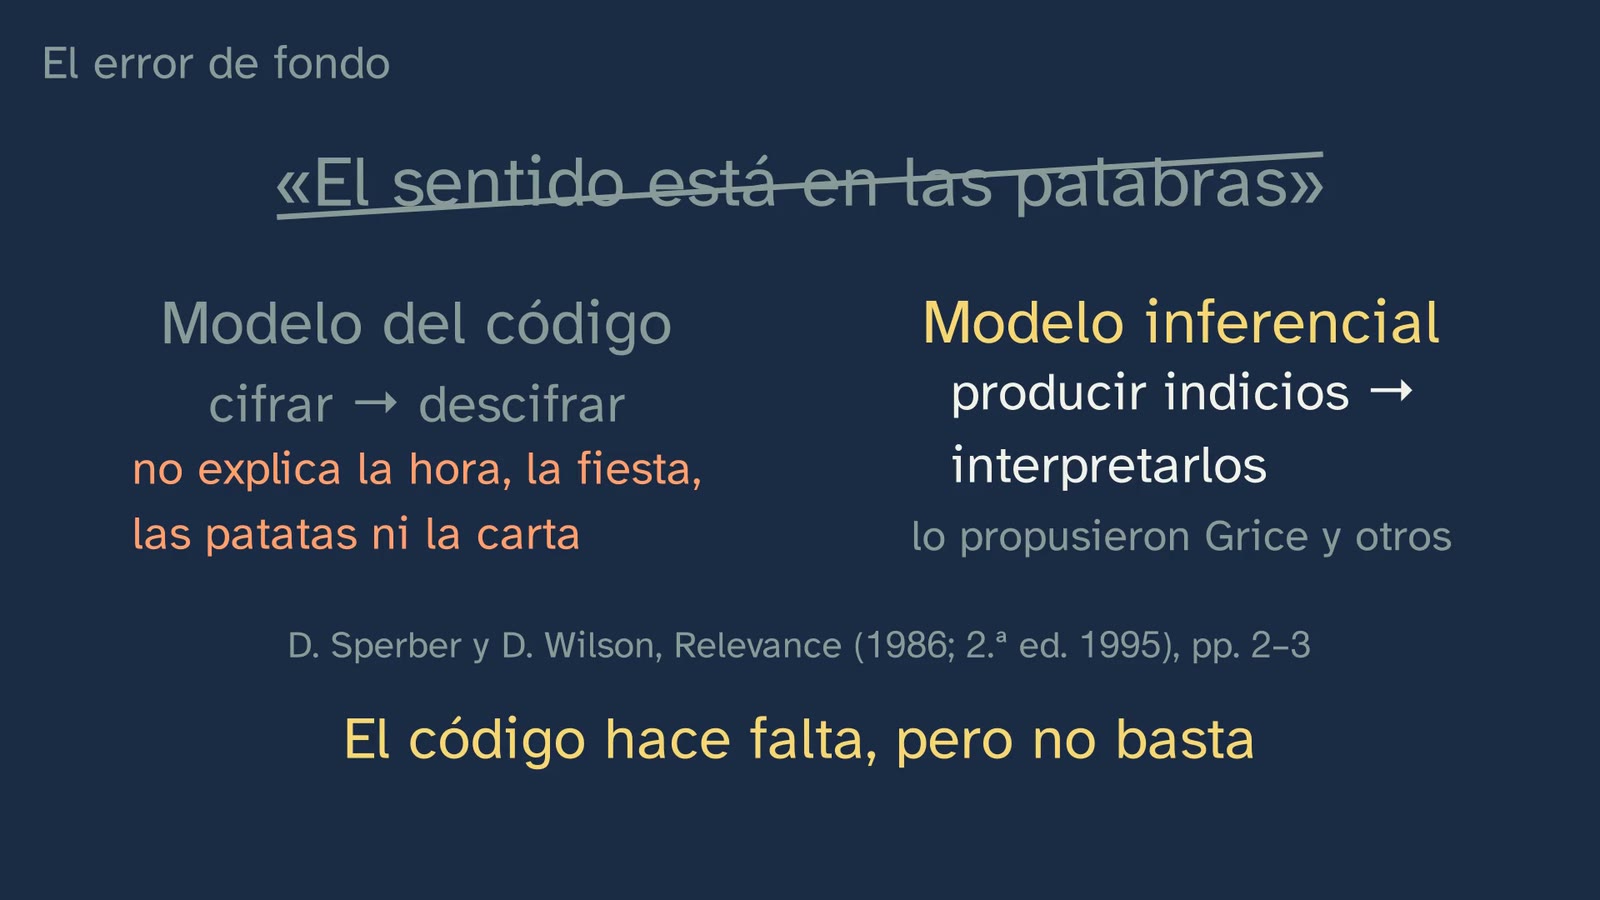 El error de fondo
«El sentido está en las palabras»
Modelo del código
cifrar → descifrar
no explica la hora, la fiesta,
las patatas ni la carta
Modelo inferencial
producir indicios →
interpretarlos
lo propusieron Grice y otros
D. Sperber y D. Wilson, Relevance (1986; 2.ª ed. 1995), pp. 2–3
El código hace falta, pero no basta